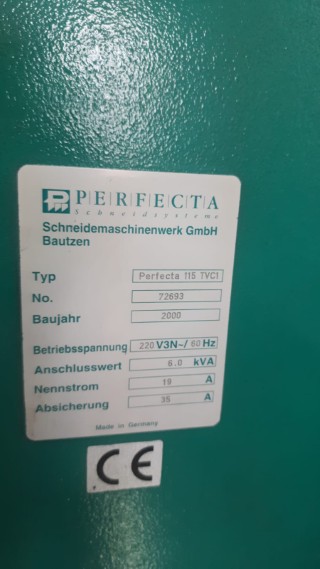 PERFECTA
Schneidsysteme
Schneidemaschinenwerk GmbH
Bautzen
Typ Perfecta 115 TVC1
No. 72693
Baujahr 2000
Betriebsspannung 220 V3N~/ 60 Hz
Anschlusswert 6.0 kVA
Nennstrom 19 A
Absicherung 35 A
Made in Germany
CE